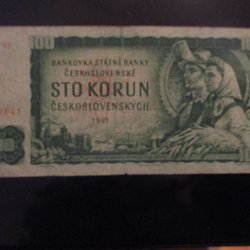 100
BANKOVKA STÁTNÍ BANKY
ČESKOSLOVENSKÉ
STO KORUN
ČESKOSLOVENSKÝCH
1961